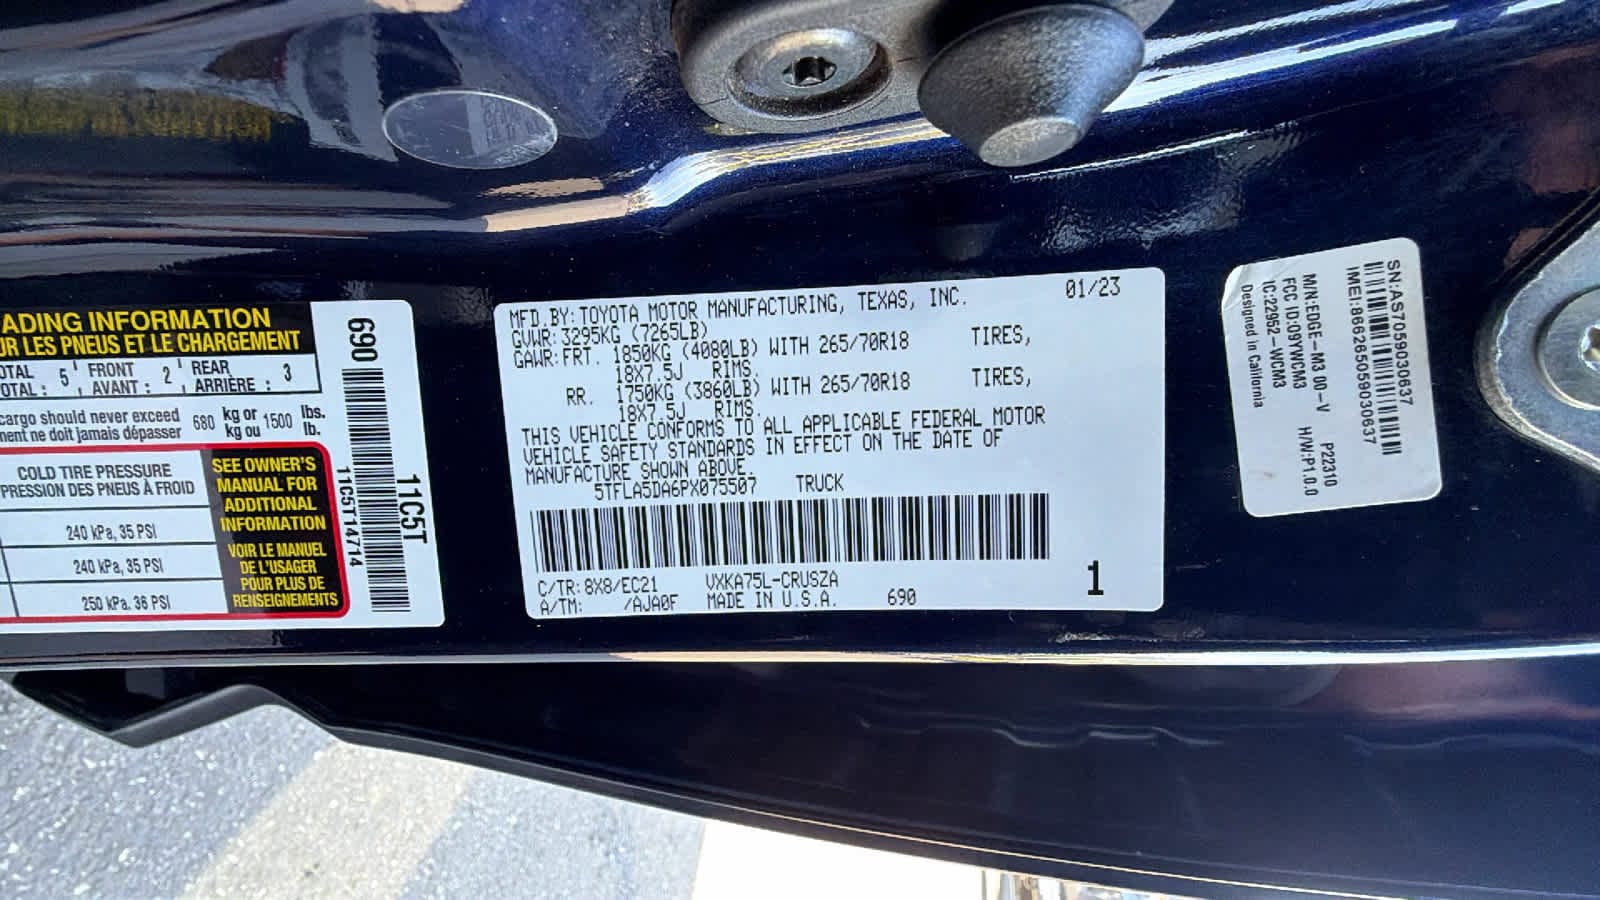 ADING INFORMATION
UR LES PNEUS ET LE CHARGEMENT
OTAL
OTAL : 5
FRONT
AVANT : 2
REAR
ARRIÈRE : 3
cargo should never exceed
ment ne doit jamais dépasser
680 kg or 1500 lbs.
kg ou lb.
COLD TIRE PRESSURE
PRESSION DES PNEUS À FROID
240 kPa, 35 PSI
240 kPa, 35 PSI
250 kPa, 36 PSI
SEE OWNER'S
MANUAL FOR
ADDITIONAL
INFORMATION
VOIR LE MANUEL
DE L'USAGER
POUR PLUS DE
RENSEIGNEMENTS
690
11C5T
11C5T14714
MFD. BY: TOYOTA MOTOR MANUFACTURING, TEXAS, INC. 01/23
GVWR: 3295KG (7265LB)
GAWR: FRT. 1850KG (4080LB) WITH 265/70R18 TIRES,
18X7.5J RIMS.
RR. 1750KG (3860LB) WITH 265/70R18 TIRES,
18X7.5J RIMS.
THIS VEHICLE CONFORMS TO ALL APPLICABLE FEDERAL MOTOR
VEHICLE SAFETY STANDARDS IN EFFECT ON THE DATE OF
MANUFACTURE SHOWN ABOVE.
5TFLA5DA6PX075507 TRUCK
C/TR: 8X8/EC21 VXKA75L-CRUSZA
A/TM: /AJA0F MADE IN U.S.A. 690
1
SN:AS705903063​7
IMEI:866265059030637
M/N:EDGE-M3 00-V P22310
FCC ID:O9YWCM3 H/W:P1.0.0
IC:22952-WCM3
Designed in California